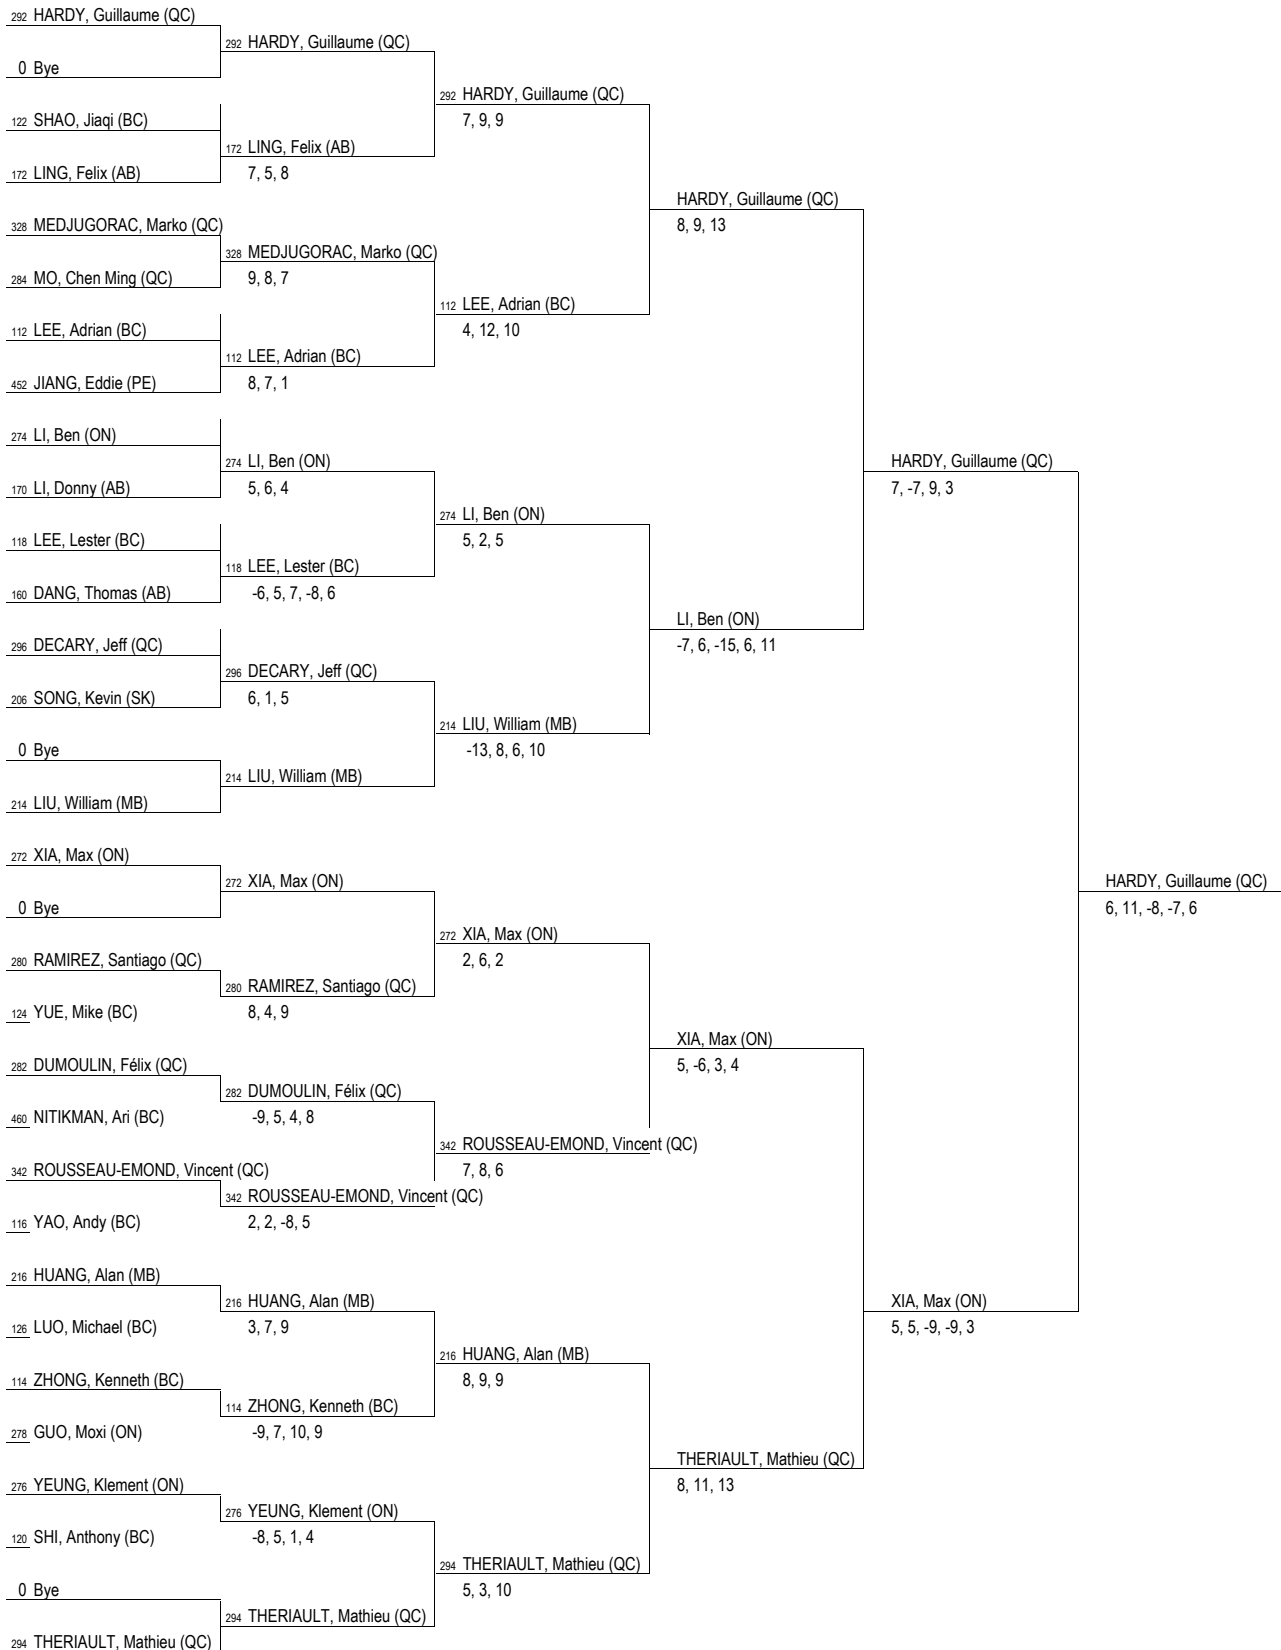 292 HARDY, Guillaume (QC)
292 HARDY, Guillaume (QC)
0 Bye
292 HARDY, Guillaume (QC)
7, 9, 9
122 SHAO, Jiaqi (BC)
172 LING, Felix (AB)
172 LING, Felix (AB)
7, 5, 8
HARDY, Guillaume (QC)
8, 9, 13
328 MEDJUGORAC, Marko (QC)
328 MEDJUGORAC, Marko (QC)
284 MO, Chen Ming (QC)
9, 8, 7
112 LEE, Adrian (BC)
4, 12, 10
112 LEE, Adrian (BC)
112 LEE, Adrian (BC)
452 JIANG, Eddie (PE)
8, 7, 1
274 LI, Ben (ON)
274 LI, Ben (ON)
HARDY, Guillaume (QC)
170 LI, Donny (AB)
5, 6, 4
7, -7, 9, 3
274 LI, Ben (ON)
5, 2, 5
118 LEE, Lester (BC)
118 LEE, Lester (BC)
160 DANG, Thomas (AB)
-6, 5, 7, -8, 6
LI, Ben (ON)
-7, 6, -15, 6, 11
296 DECARY, Jeff (QC)
296 DECARY, Jeff (QC)
206 SONG, Kevin (SK)
6, 1, 5
214 LIU, William (MB)
-13, 8, 6, 10
0 Bye
214 LIU, William (MB)
214 LIU, William (MB)
272 XIA, Max (ON)
272 XIA, Max (ON)
HARDY, Guillaume (QC)
0 Bye
6, 11, -8, -7, 6
272 XIA, Max (ON)
2, 6, 2
280 RAMIREZ, Santiago (QC)
280 RAMIREZ, Santiago (QC)
124 YUE, Mike (BC)
8, 4, 9
XIA, Max (ON)
5, -6, 3, 4
282 DUMOULIN, Félix (QC)
282 DUMOULIN, Félix (QC)
460 NITIKMAN, Ari (BC)
-9, 5, 4, 8
342 ROUSSEAU-EMOND, Vincent (QC)
7, 8, 6
342 ROUSSEAU-EMOND, Vincent (QC)
342 ROUSSEAU-EMOND, Vincent (QC)
116 YAO, Andy (BC)
2, 2, -8, 5
216 HUANG, Alan (MB)
216 HUANG, Alan (MB)
XIA, Max (ON)
126 LUO, Michael (BC)
3, 7, 9
5, 5, -9, -9, 3
216 HUANG, Alan (MB)
8, 9, 9
114 ZHONG, Kenneth (BC)
114 ZHONG, Kenneth (BC)
278 GUO, Moxi (ON)
-9, 7, 10, 9
THERIAULT, Mathieu (QC)
8, 11, 13
276 YEUNG, Klement (ON)
276 YEUNG, Klement (ON)
120 SHI, Anthony (BC)
-8, 5, 1, 4
294 THERIAULT, Mathieu (QC)
5, 3, 10
0 Bye
294 THERIAULT, Mathieu (QC)
294 THERIAULT, Mathieu (QC)